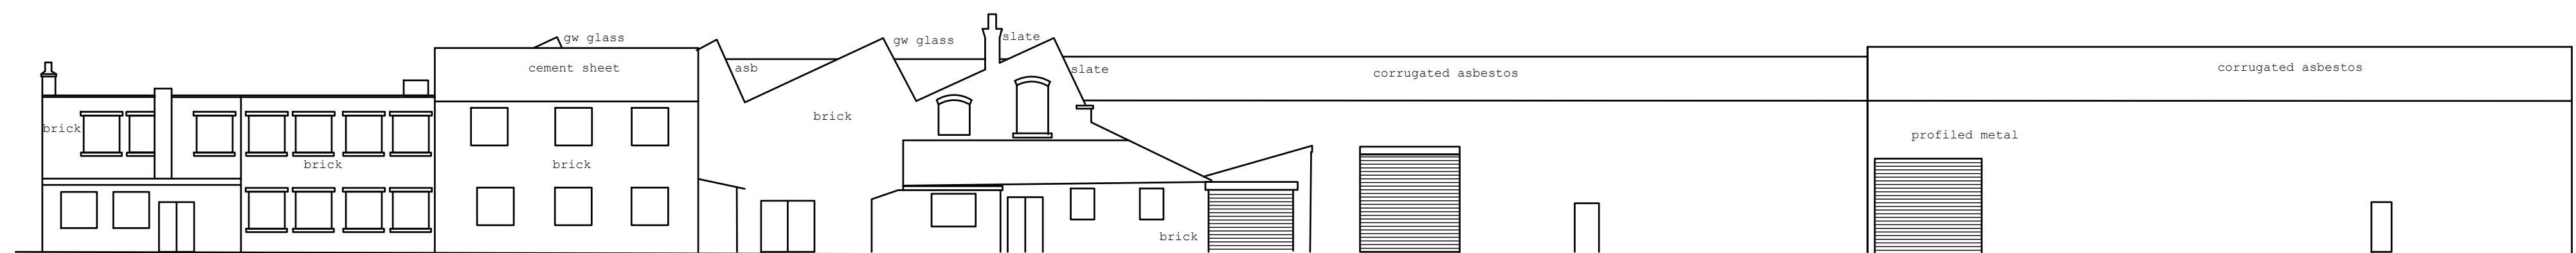 gw glass
cement sheet
asb
gw glass
slate
slate
corrugated asbestos
corrugated asbestos
brick
brick
brick
brick
profiled metal
brick